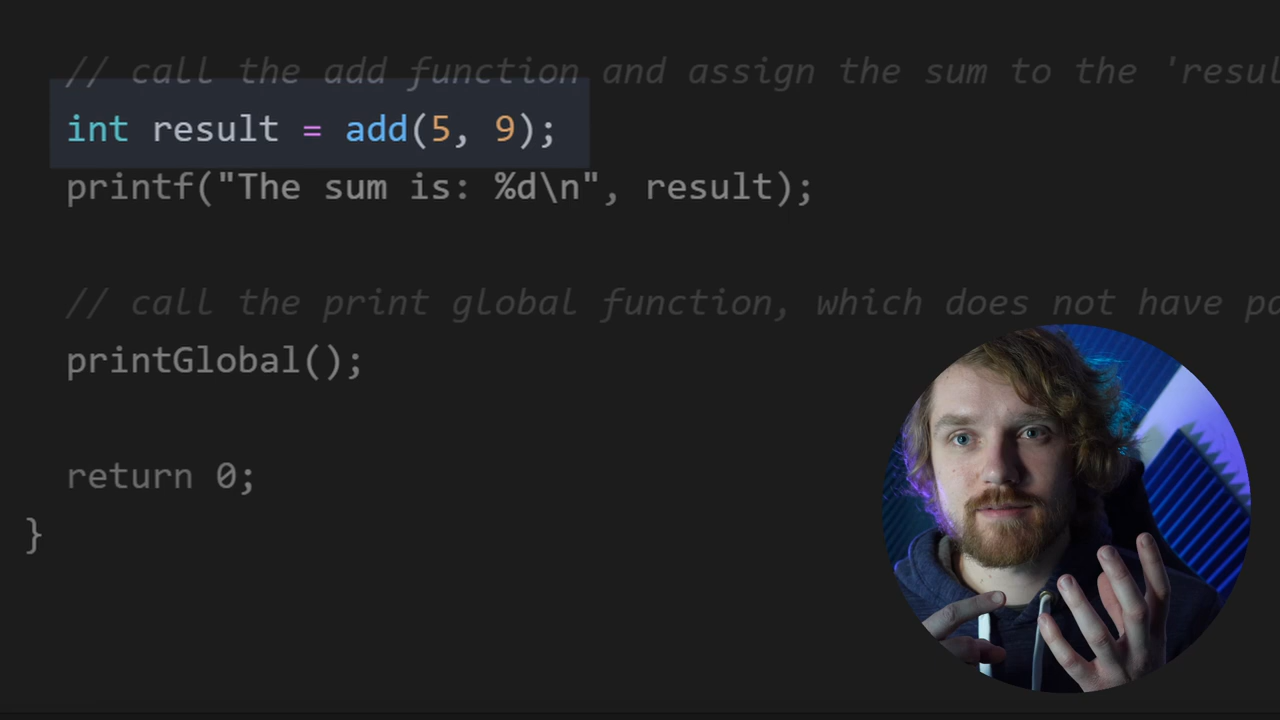 // call the add function and assign the sum to the 'resul
int result = add(5, 9);
printf("The sum is: %d\n", result);
// call the print global function, which does not have pa
printGlobal();
return 0;
}